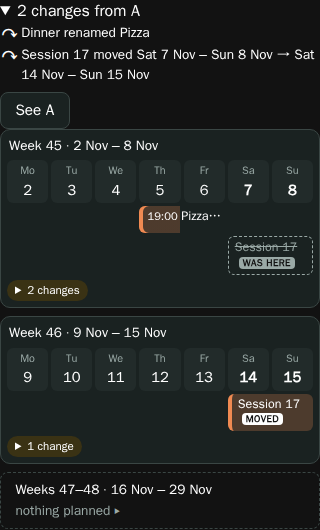 ▼ 2 changes from A
Dinner renamed Pizza
Session 17 moved Sat 7 Nov – Sun 8 Nov → Sat
14 Nov – Sun 15 Nov
See A
Week 45 · 2 Nov – 8 Nov
Mo Tu We Th Fr Sa Su
2 3 4 5 6 7 8
19:00 Pizza…
Session 17
WAS HERE
▶ 2 changes
Week 46 · 9 Nov – 15 Nov
Mo Tu We Th Fr Sa Su
9 10 11 12 13 14 15
Session 17
MOVED
▶ 1 change
Weeks 47–48 · 16 Nov – 29 Nov
nothing planned ▸